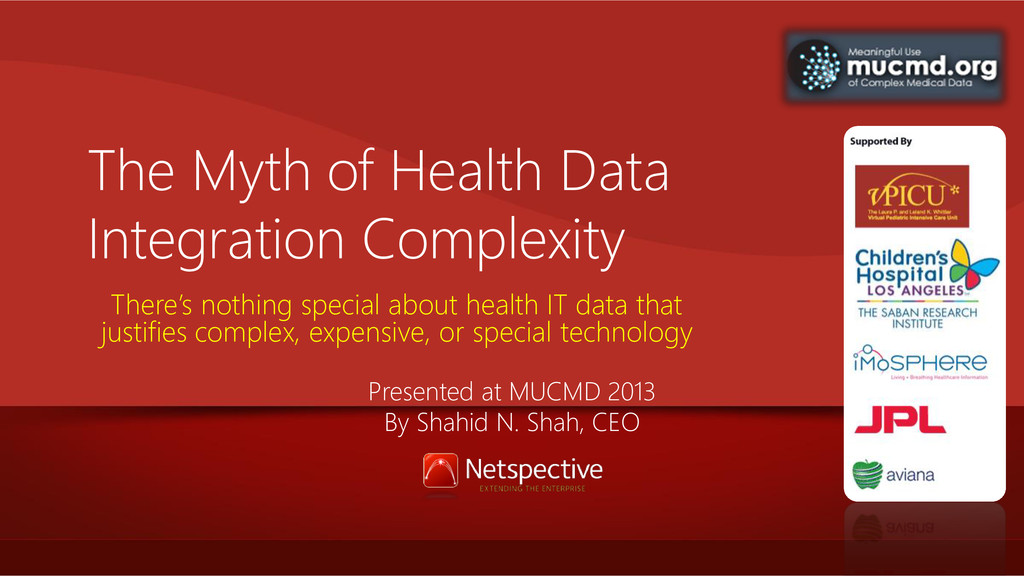 Meaningful Use
mucmd.org
of Complex Medical Data
The Myth of Health Data
Integration Complexity
There’s nothing special about health IT data that
justifies complex, expensive, or special technology
Presented at MUCMD 2013
By Shahid N. Shah, CEO
Netspective
EXTENDING THE ENTERPRISE
Supported By
vPICU
The Laura P. and Leland K. Whittier
Virtual Pediatric Intensive Care Unit
Children's
Hospital
LOS ANGELES
THE SABAN RESEARCH
INSTITUTE
iMOSPHERE
Living + Breathing Healthcare Information
JPL
aviana